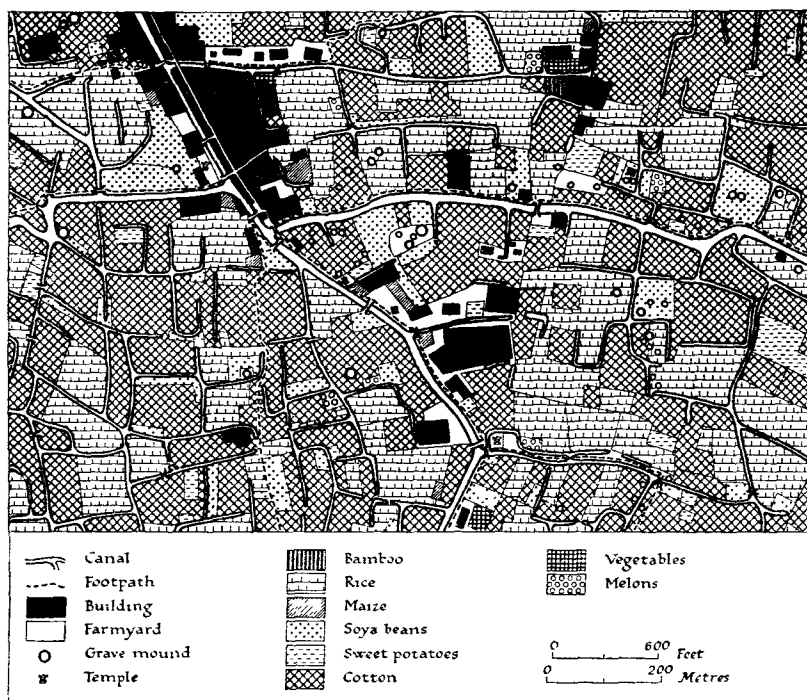 Canal
Footpath
Building
Farmyard
Grave mound
Temple
Bamboo
Rice
Maize
Soya beans
Sweet potatoes
Cotton
Vegetables
Melons
0 600 Feet
0 200 Metres